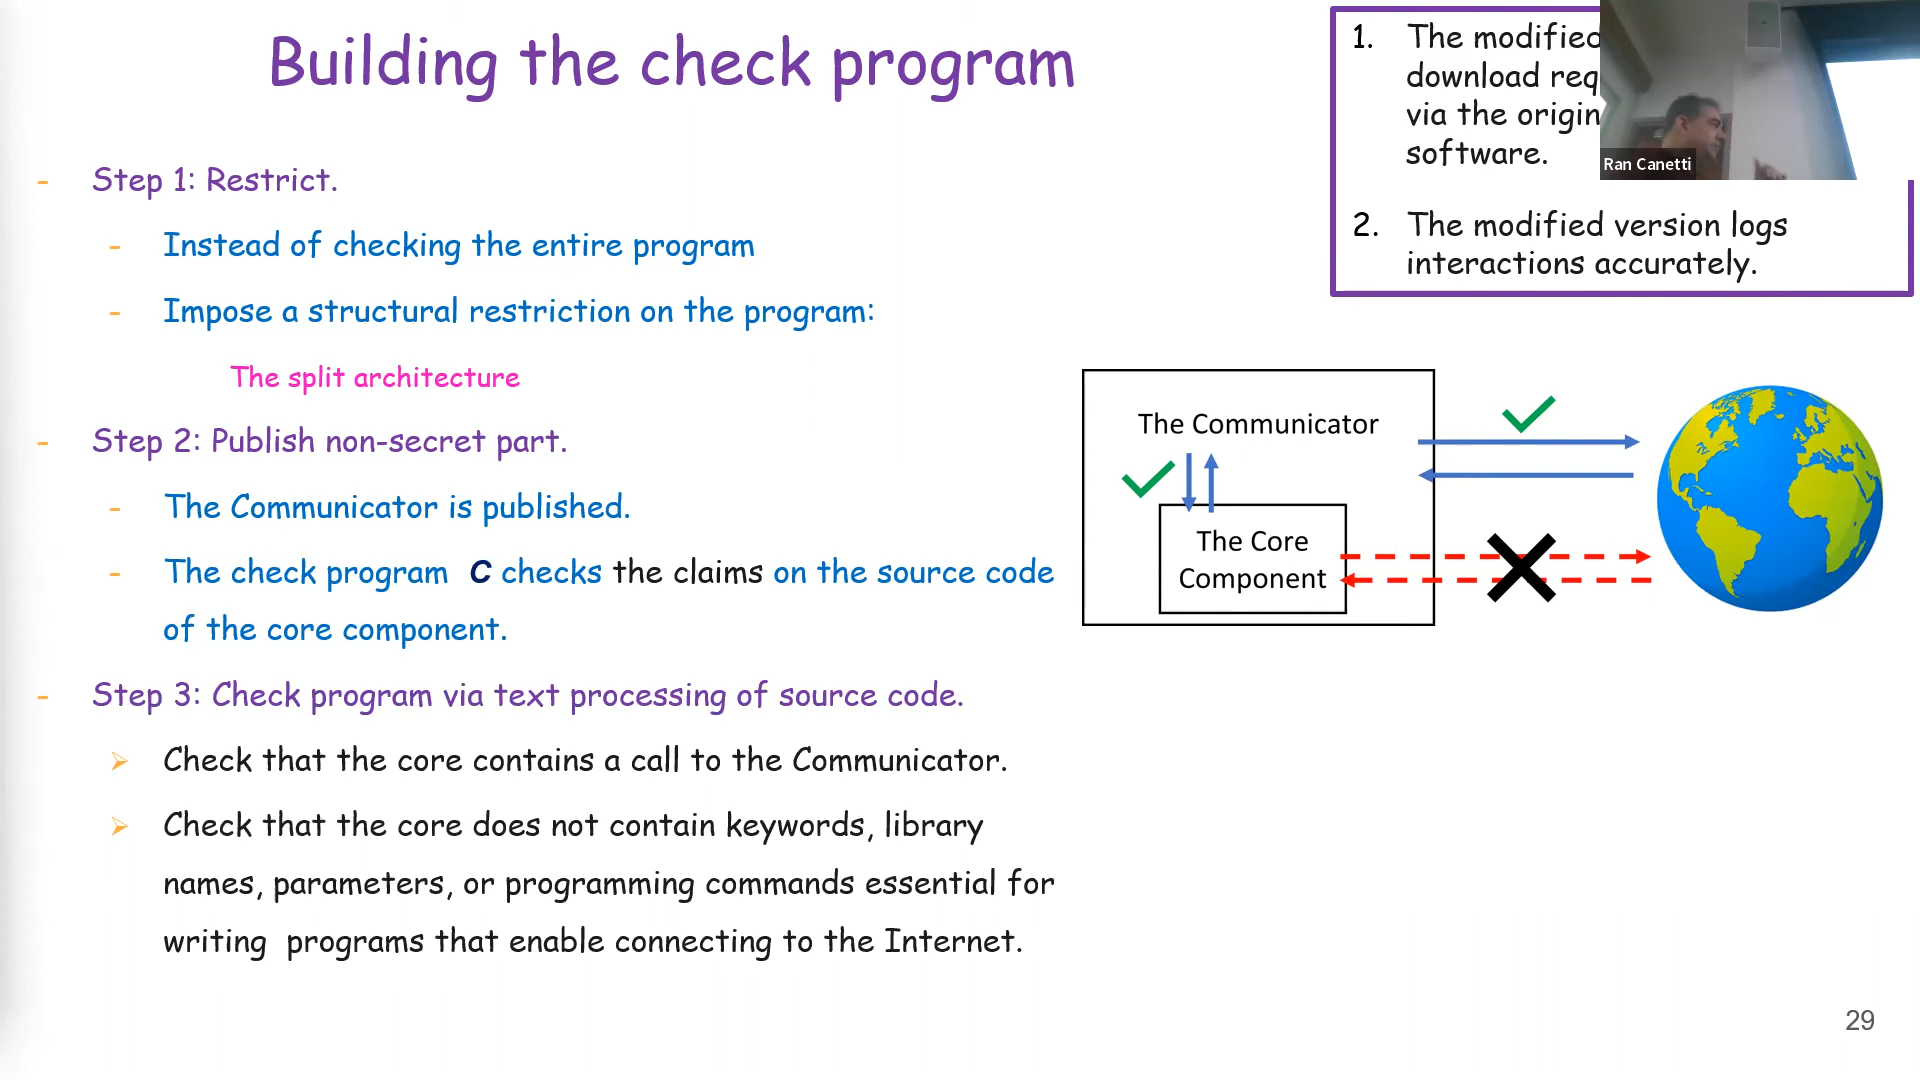 Building the check program
- Step 1: Restrict.
- Instead of checking the entire program
- Impose a structural restriction on the program:
The split architecture
- Step 2: Publish non-secret part.
- The Communicator is published.
- The check program C checks the claims on the source code
of the core component.
- Step 3: Check program via text processing of source code.
➢ Check that the core contains a call to the Communicator.
➢ Check that the core does not contain keywords, library
names, parameters, or programming commands essential for
writing programs that enable connecting to the Internet.
1. The modified
download
via the
software.
2. The modified version logs
interactions accurately.
Ran Canetti
The Communicator
The Core
Component
29